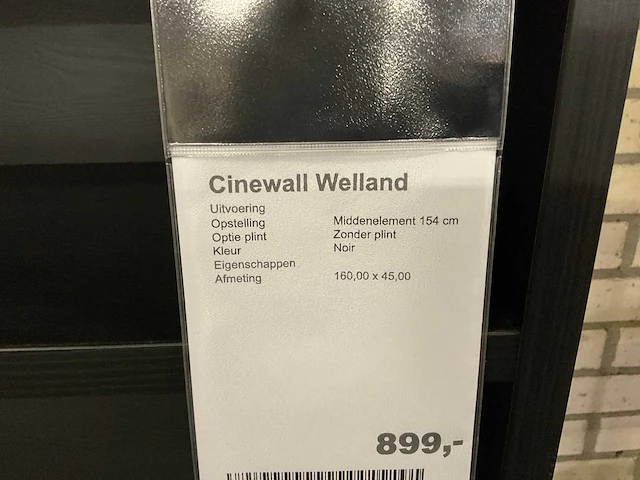 Cinewall Welland
Uitvoering
Opstelling Middenelement 154 cm
Optie plint Zonder plint
Kleur Noir
Eigenschappen
Afmeting 160,00 x 45,00
899,-